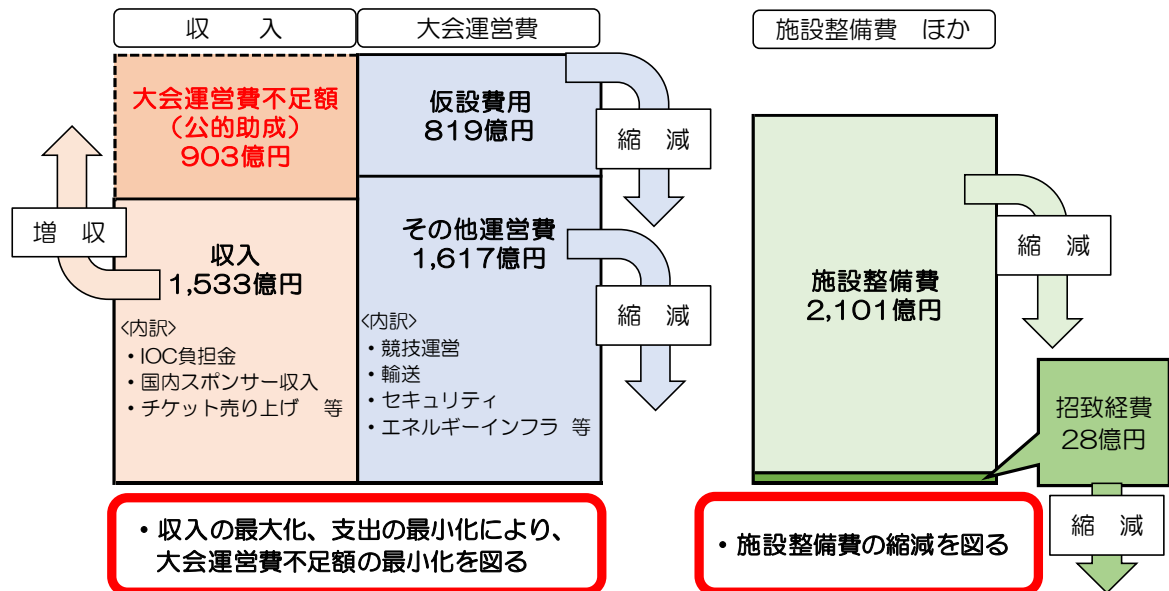 収　入
大会運営費
施設整備費 ほか
大会運営費不足額
（公的助成）
903億円
仮設費用
819億円
縮　減
増　収
収入
1,533億円
〈内訳〉
・IOC負担金
・国内スポンサー収入
・チケット売り上げ　等
その他運営費
1,617億円
〈内訳〉
・競技運営
・輸送
・セキュリティ
・エネルギーインフラ 等
縮　減
施設整備費
2,101億円
縮　減
招致経費
28億円
縮　減
・収入の最大化、支出の最小化により、
大会運営費不足額の最小化を図る
・施設整備費の縮減を図る